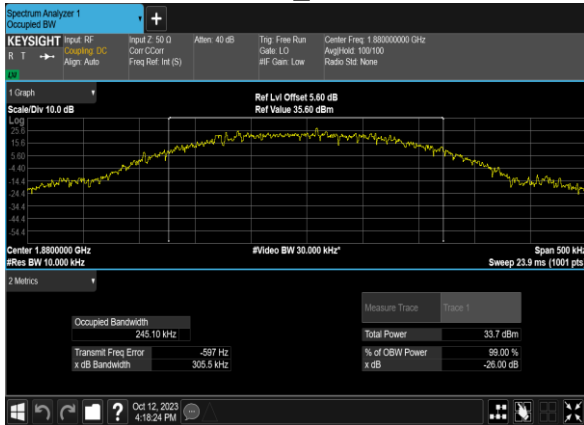 Spectrum Analyzer 1
Occupied BW
+
KEYSIGHT Input: RF Input Z: 50 Ω Atten: 40 dB Trig: Free Run Center Freq: 1.880000000 GHz
R T Coupling: DC Corr CCorr Gate: LO Avg|Hold: 100/100
Align: Auto Freq Ref: Int (S) #IF Gain: Low Radio Std: None
1 Graph
Ref Lvl Offset 5.60 dB
Scale/Div 10.0 dB Ref Value 35.60 dBm
Log
25.6
15.6
5.60
-4.40
-14.4
-24.4
-34.4
-44.4
-54.4
Center 1.8800000 GHz #Video BW 30.000 kHz* Span 500 kHz
#Res BW 10.000 kHz Sweep 23.9 ms (1001 pts
2 Metrics
Measure Trace Trace 1
Occupied Bandwidth
245.10 kHz Total Power 33.7 dBm
Transmit Freq Error -597 Hz % of OBW Power 99.00 %
x dB Bandwidth 305.5 kHz x dB -26.00 dB
? Oct 12, 2023
4:18:24 PM